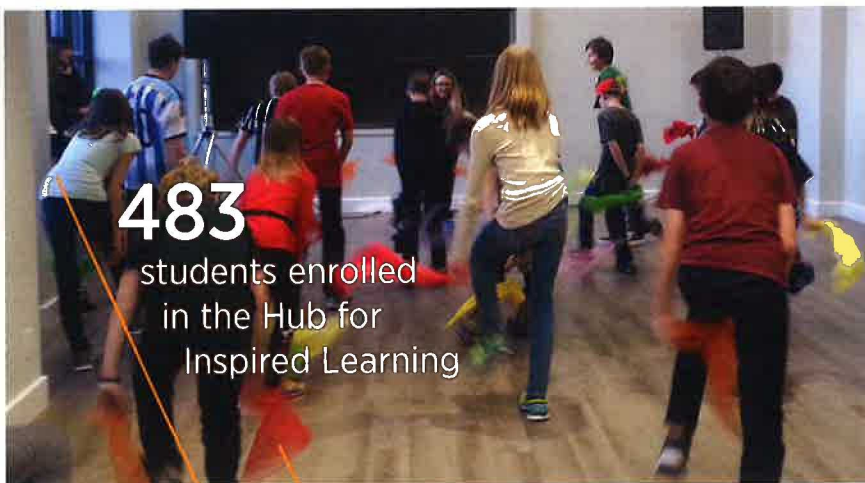 483
students enrolled
in the Hub for
Inspired Learning